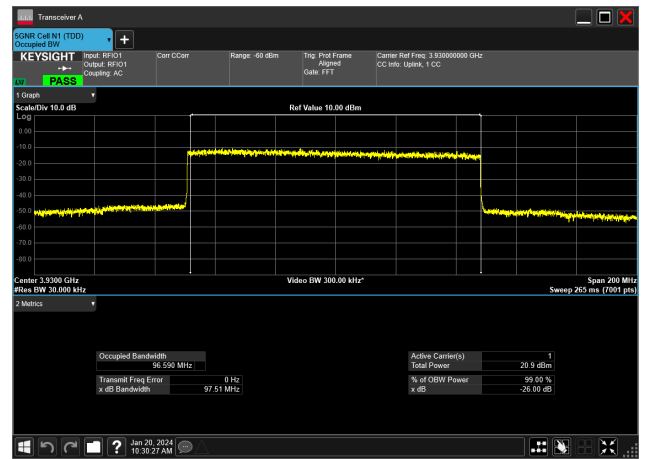 Transceiver A
5GNR Cell N1 (TDD)
Occupied BW
KEYSIGHT
Input: RFIO1
Output: RFIO1
Coupling: AC
Corr CCorr
Range: -60 dBm
Trig: Prot Frame
Aligned
Gate: FFT
Carrier Ref Freq: 3.930000000 GHz
CC Info: Uplink, 1 CC
LW
PASS
1 Graph
Scale/Div 10.0 dB
Ref Value 10.00 dBm
Log
0.00
-10.0
-20.0
-30.0
-40.0
-50.0
-60.0
-70.0
-80.0
Center 3.9300 GHz
Video BW 300.00 kHz*
Span 200 MHz
#Res BW 30.000 kHz
Sweep 265 ms (7001 pts)
2 Metrics
Occupied Bandwidth
96.590 MHz
Active Carrier(s) 1
Total Power 20.9 dBm
Transmit Freq Error 0 Hz
x dB Bandwidth 97.51 MHz
% of OBW Power 99.00 %
x dB -26.00 dB
Jan 20, 2024
10:30:27 AM